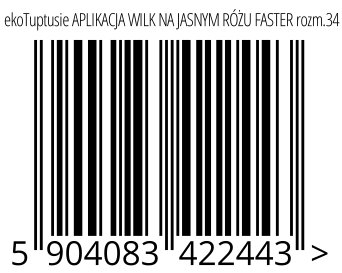 ekoTuptusie APLIKACJA WILK NA JASNYM RÓŻU FASTER rozm.34
5 904083 422443 >